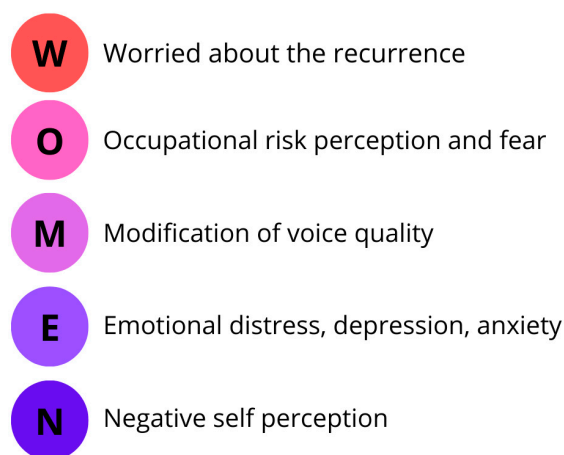 W Worried about the recurrence
O Occupational risk perception and fear
M Modification of voice quality
E Emotional distress, depression, anxiety
N Negative self perception